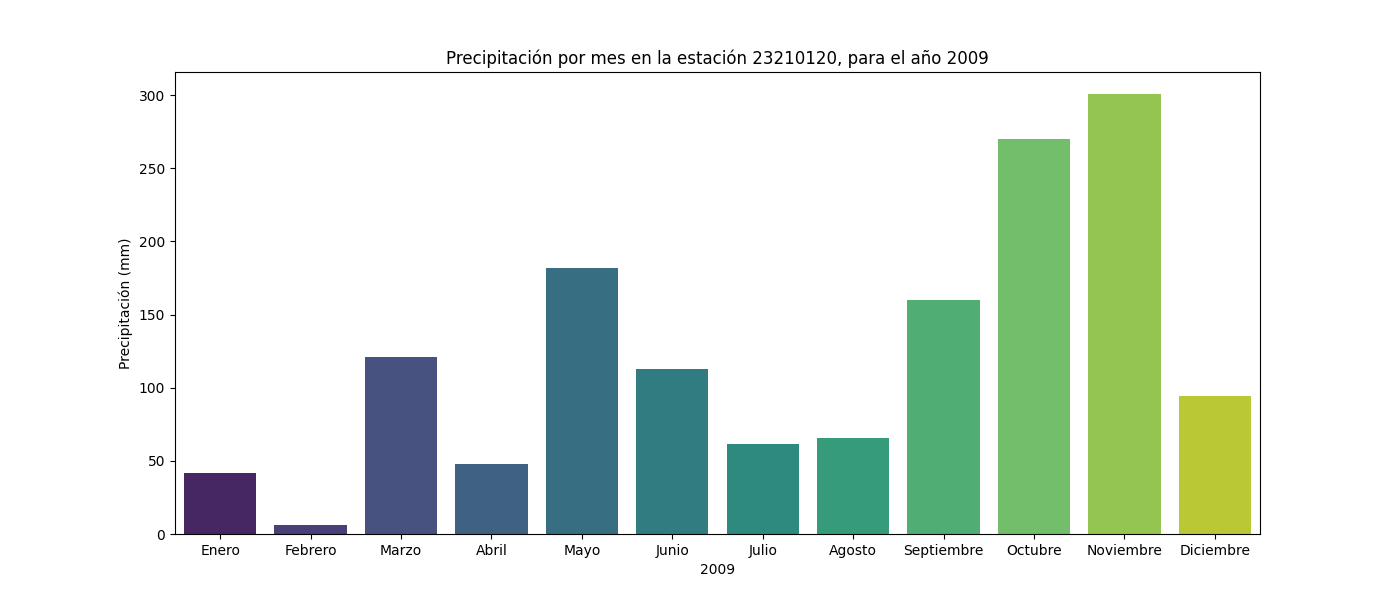 Precipitación por mes en la estación 23210120, para el año 2009
Precipitación (mm)
300
250
200
150
100
50
0
Enero Febrero Marzo Abril Mayo Junio Julio Agosto Septiembre Octubre Noviembre Diciembre
2009